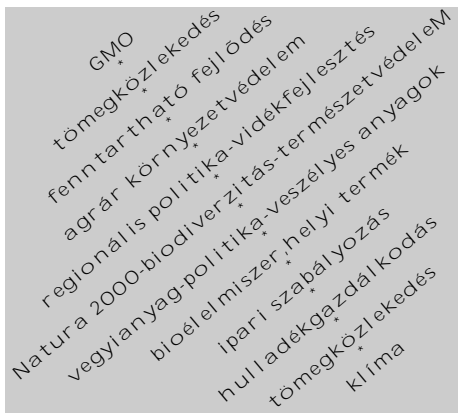 GMO
*
tömegközlekedés
*
fenntartható fejlődés
*
agrár környezetvédelem
*
regionális politika-vidékfejlesztés
*
Natura 2000-biodiverzitás-természetvédeleM
*
vegyianyag-politika-veszélyes anyagok
*
bioélelmiszer,helyi termék
*
ipari szabályozás
*
hulladékgazdálkodás
*
tömegközlekedés
*
klíma